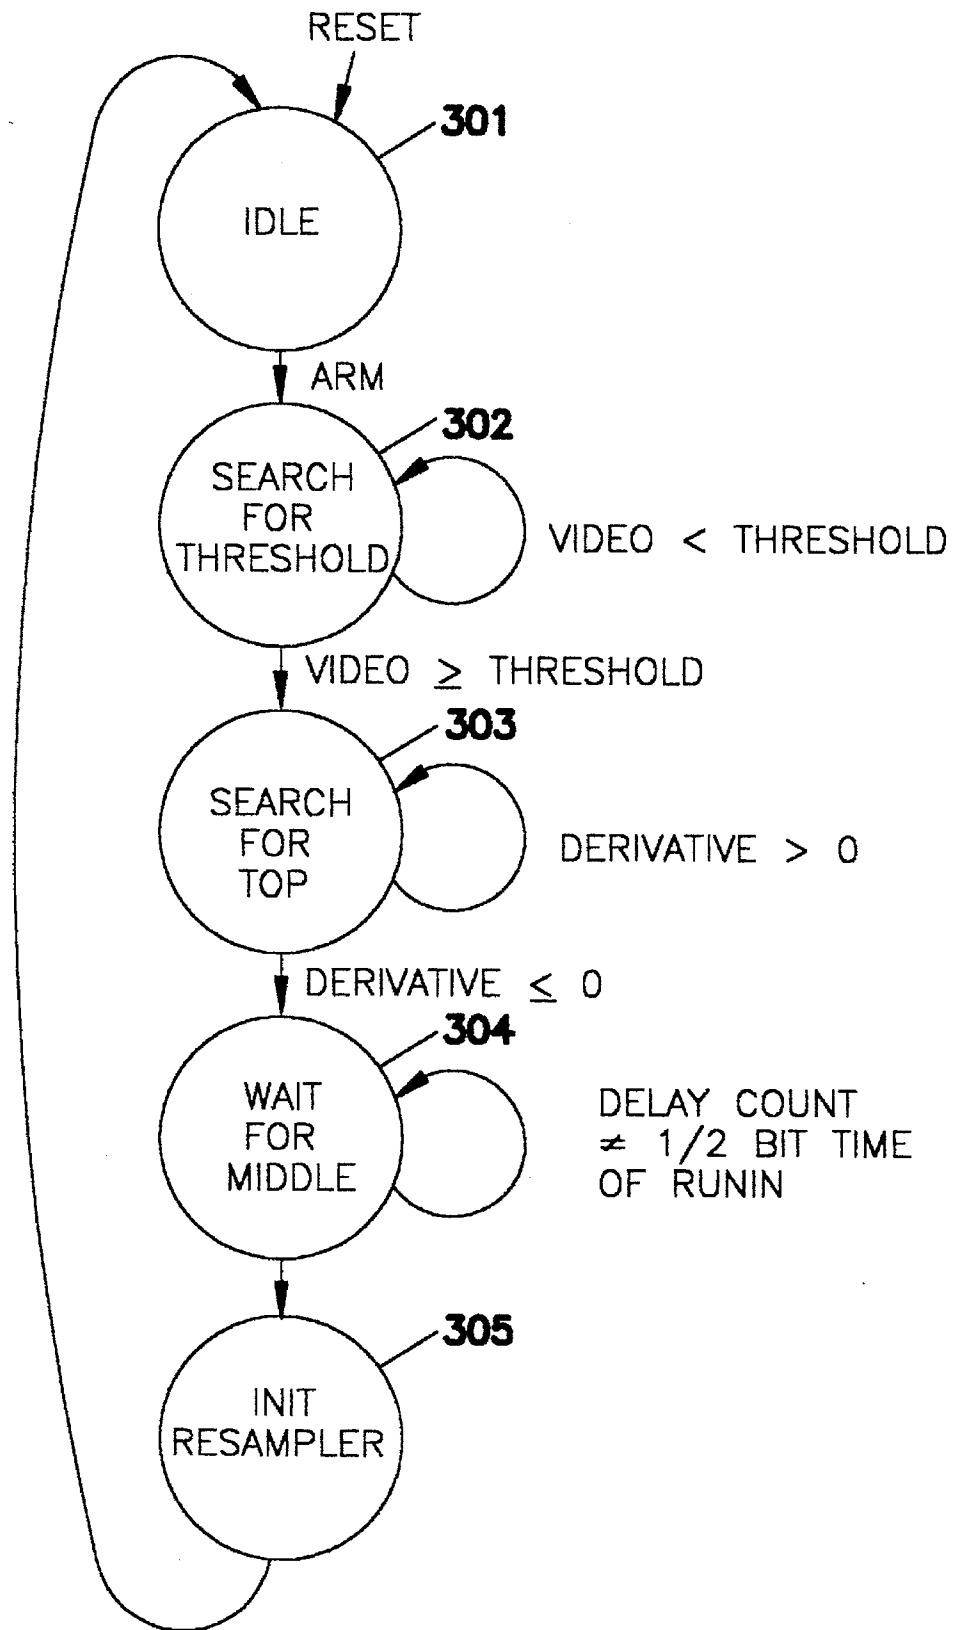 RESET
301
IDLE
ARM
302
SEARCH
FOR
THRESHOLD
VIDEO < THRESHOLD
VIDEO ≥ THRESHOLD
303
SEARCH
FOR
TOP
DERIVATIVE > 0
DERIVATIVE ≤ 0
304
WAIT
FOR
MIDDLE
DELAY COUNT
≠ 1/2 BIT TIME
OF RUNIN
305
INIT
RESAMPLER